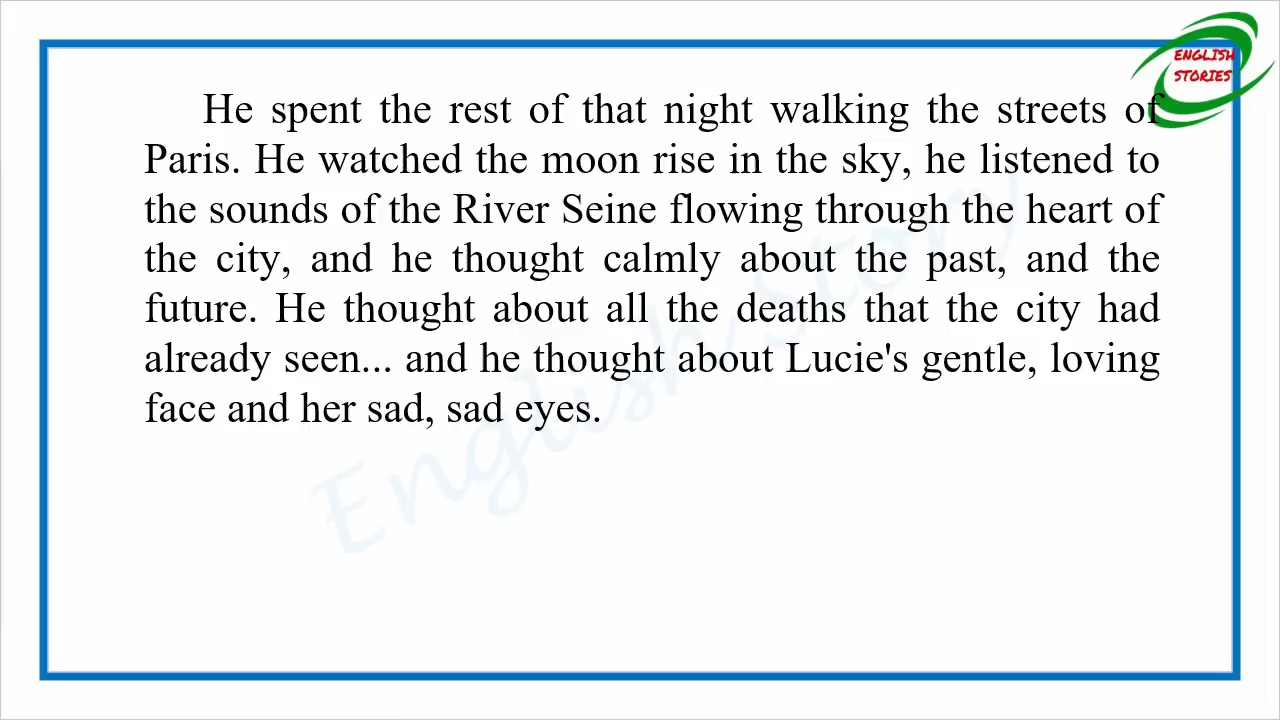 ENGLISH
STORIES
He spent the rest of that night walking the streets of
Paris. He watched the moon rise in the sky, he listened to
the sounds of the River Seine flowing through the heart of
the city, and he thought calmly about the past, and the
future. He thought about all the deaths that the city had
already seen... and he thought about Lucie's gentle, loving
face and her sad, sad eyes.
English Story